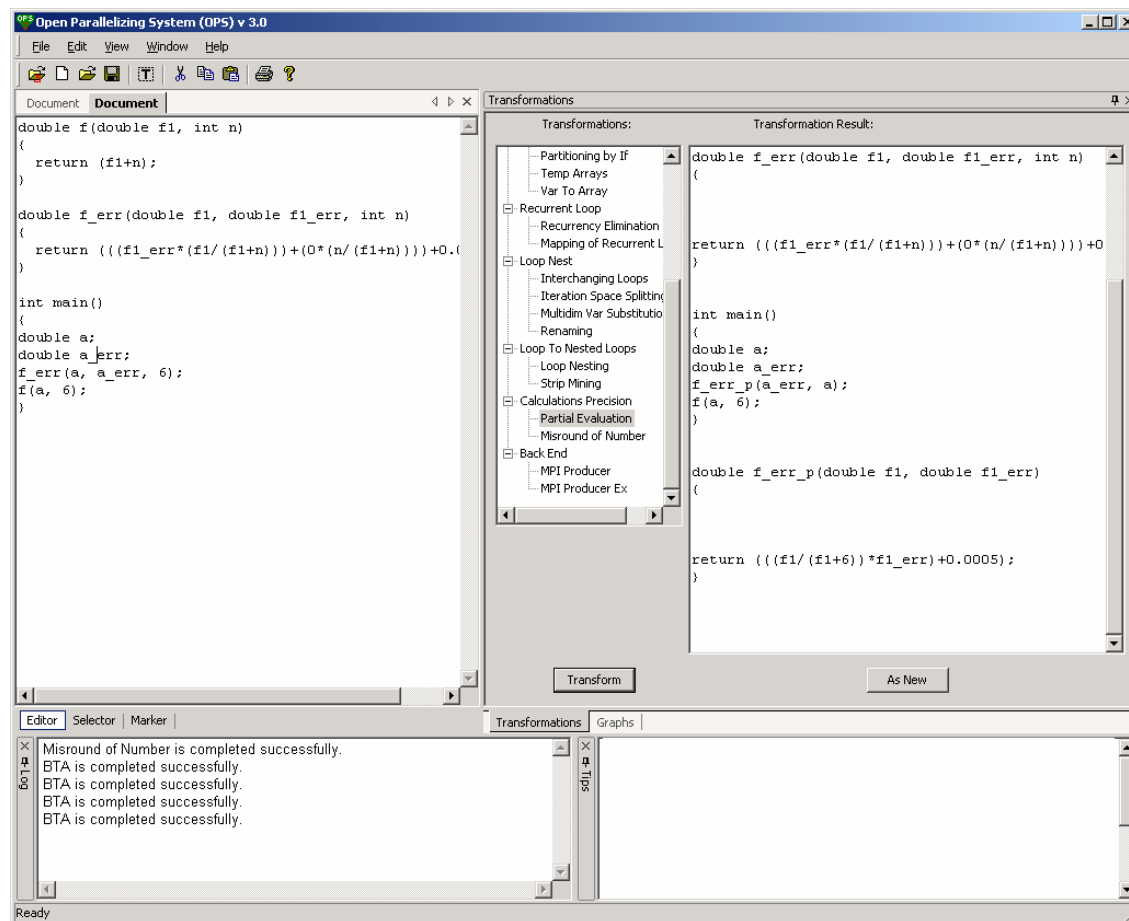 OPS Open Parallelizing System (OPS) v 3.0
File Edit View Window Help
Document Document
double f(double f1, int n)
{
return (f1+n);
}
double f_err(double f1, double f1_err, int n)
{
return (((f1_err*(f1/(f1+n)))+(0*(n/(f1+n))))+0.0
}
int main()
{
double a;
double a_err;
f_err(a, a_err, 6);
f(a, 6);
}
Editor Selector Marker
Transformations
Transformations:
Partitioning by If
Temp Arrays
Var To Array
Recurrent Loop
Recurrency Elimination
Mapping of Recurrent L
Loop Nest
Interchanging Loops
Iteration Space Splitting
Multidim Var Substitutio
Renaming
Loop To Nested Loops
Loop Nesting
Strip Mining
Calculations Precision
Partial Evaluation
Misround of Number
Back End
MPI Producer
MPI Producer Ex
Transform
Transformation Result:
double f_err(double f1, double f1_err, int n)
{
return (((f1_err*(f1/(f1+n)))+(0*(n/(f1+n))))+0
}
int main()
{
double a;
double a_err;
f_err_p(a_err, a);
f(a, 6);
}
double f_err_p(double f1, double f1_err)
{
return (((f1/(f1+6))*f1_err)+0.0005);
}
As New
Transformations Graphs
Log
Misround of Number is completed successfully.
BTA is completed successfully.
BTA is completed successfully.
BTA is completed successfully.
BTA is completed successfully.
Tips
Ready